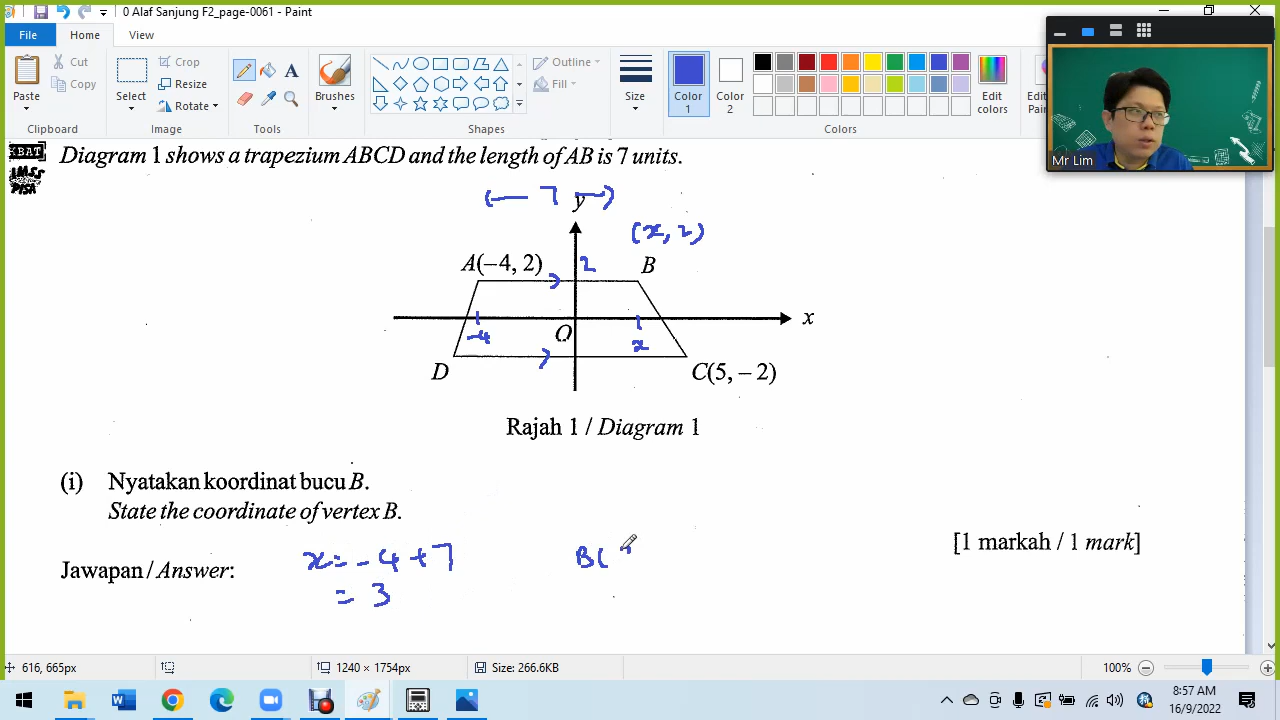 0 Alaf Sanjung F2_page-0061 - Paint
File
Home
View
Paste
Cut
Copy
Clipboard
Select
Crop
Resize
Rotate
Image
A
Tools
Brushes
Shapes
Outline
Fill
Size
Color 1
Color 2
Edit colors
Colors
Mr Lim
KBAT
Diagram 1 shows a trapezium ABCD and the length of AB is 7 units.
7
y
(x, 2)
A(−4, 2)
2
B
x
O
-4
x
D
C(5, − 2)
Rajah 1 / Diagram 1
(i) Nyatakan koordinat bucu B.
State the coordinate of vertex B.
[1 markah / 1 mark]
Jawapan / Answer:
x = - 4 + 7
= 3
B(
616, 665px
1240 × 1754px
Size: 266.6KB
100%
8:57 AM
16/9/2022